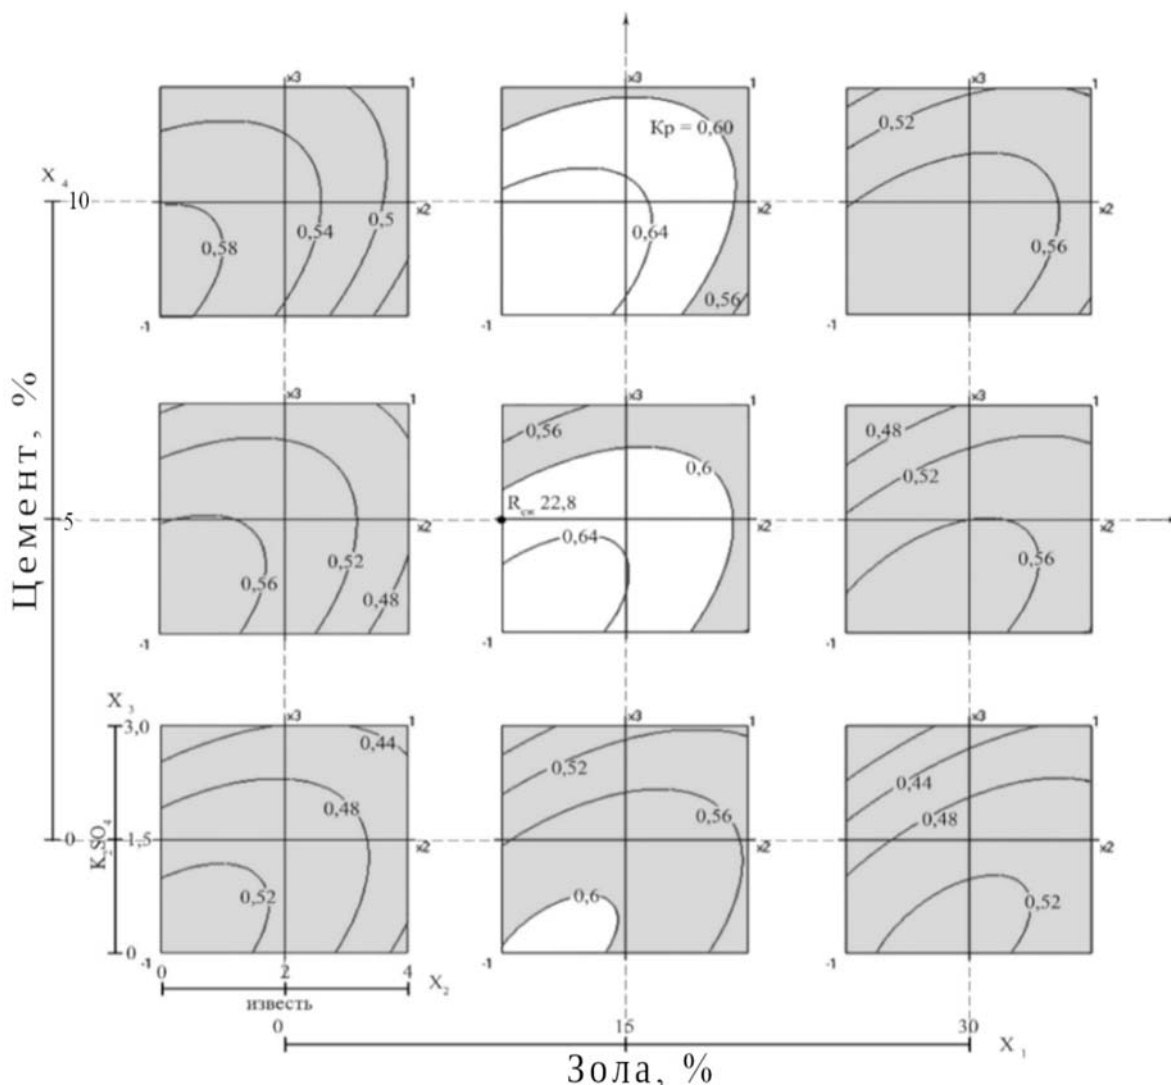 x3 1 x3 1 x3 1
Kp = 0,60
0,52
X4
10 x2 x2 x2
0,5
0,54 0,64
0,58 0,56
0,56
-1 -1 -1
x3 1 x3 1 x3 1
0,56 0,48
0,6 0,52
Rсж 22,8
5 x2 x2 x2
0,64
0,52 0,56
0,56
0,48
-1 -1 -1
X3
3,0 x3 1 x3 1 x3 1
0,44
0,52
0,44
0,48 0,56 0,48
0 1,5 x2 x2 x2
0,52 0,6 0,52
0
-1 -1 -1
0 2 4
X2
известь
0 15 30
X1
Зола, %
Цемент, %
K2SO4